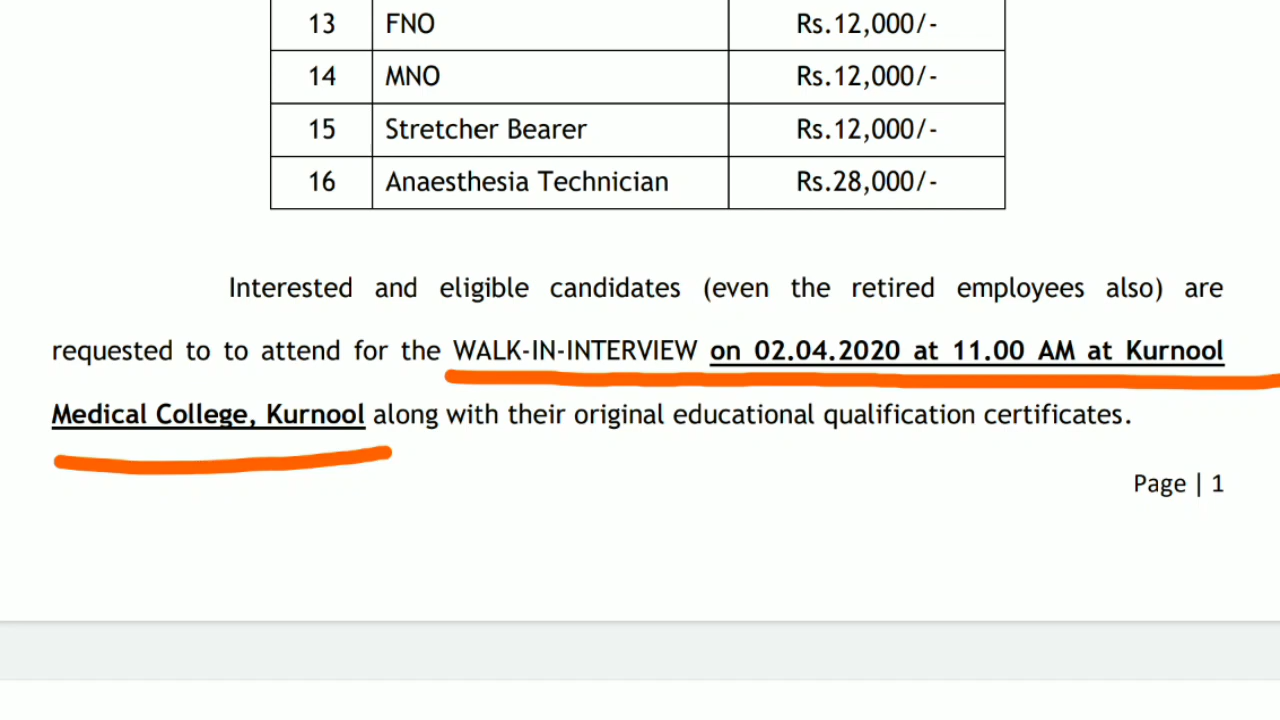 13 FNO Rs.12,000/-
14 MNO Rs.12,000/-
15 Stretcher Bearer Rs.12,000/-
16 Anaesthesia Technician Rs.28,000/-
Interested and eligible candidates (even the retired employees also) are
requested to to attend for the WALK-IN-INTERVIEW on 02.04.2020 at 11.00 AM at Kurnool
Medical College, Kurnool along with their original educational qualification certificates.
Page | 1